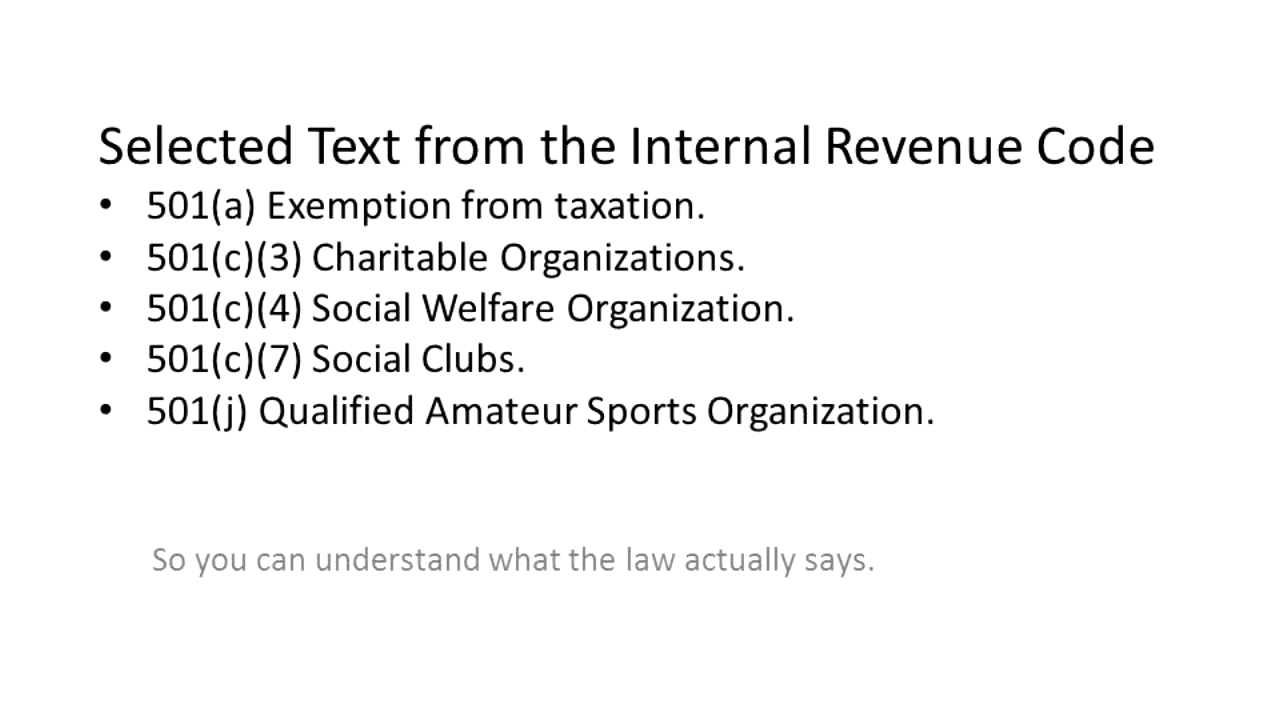 Selected Text from the Internal Revenue Code
• 501(a) Exemption from taxation.
• 501(c)(3) Charitable Organizations.
• 501(c)(4) Social Welfare Organization.
• 501(c)(7) Social Clubs.
• 501(j) Qualified Amateur Sports Organization.
So you can understand what the law actually says.